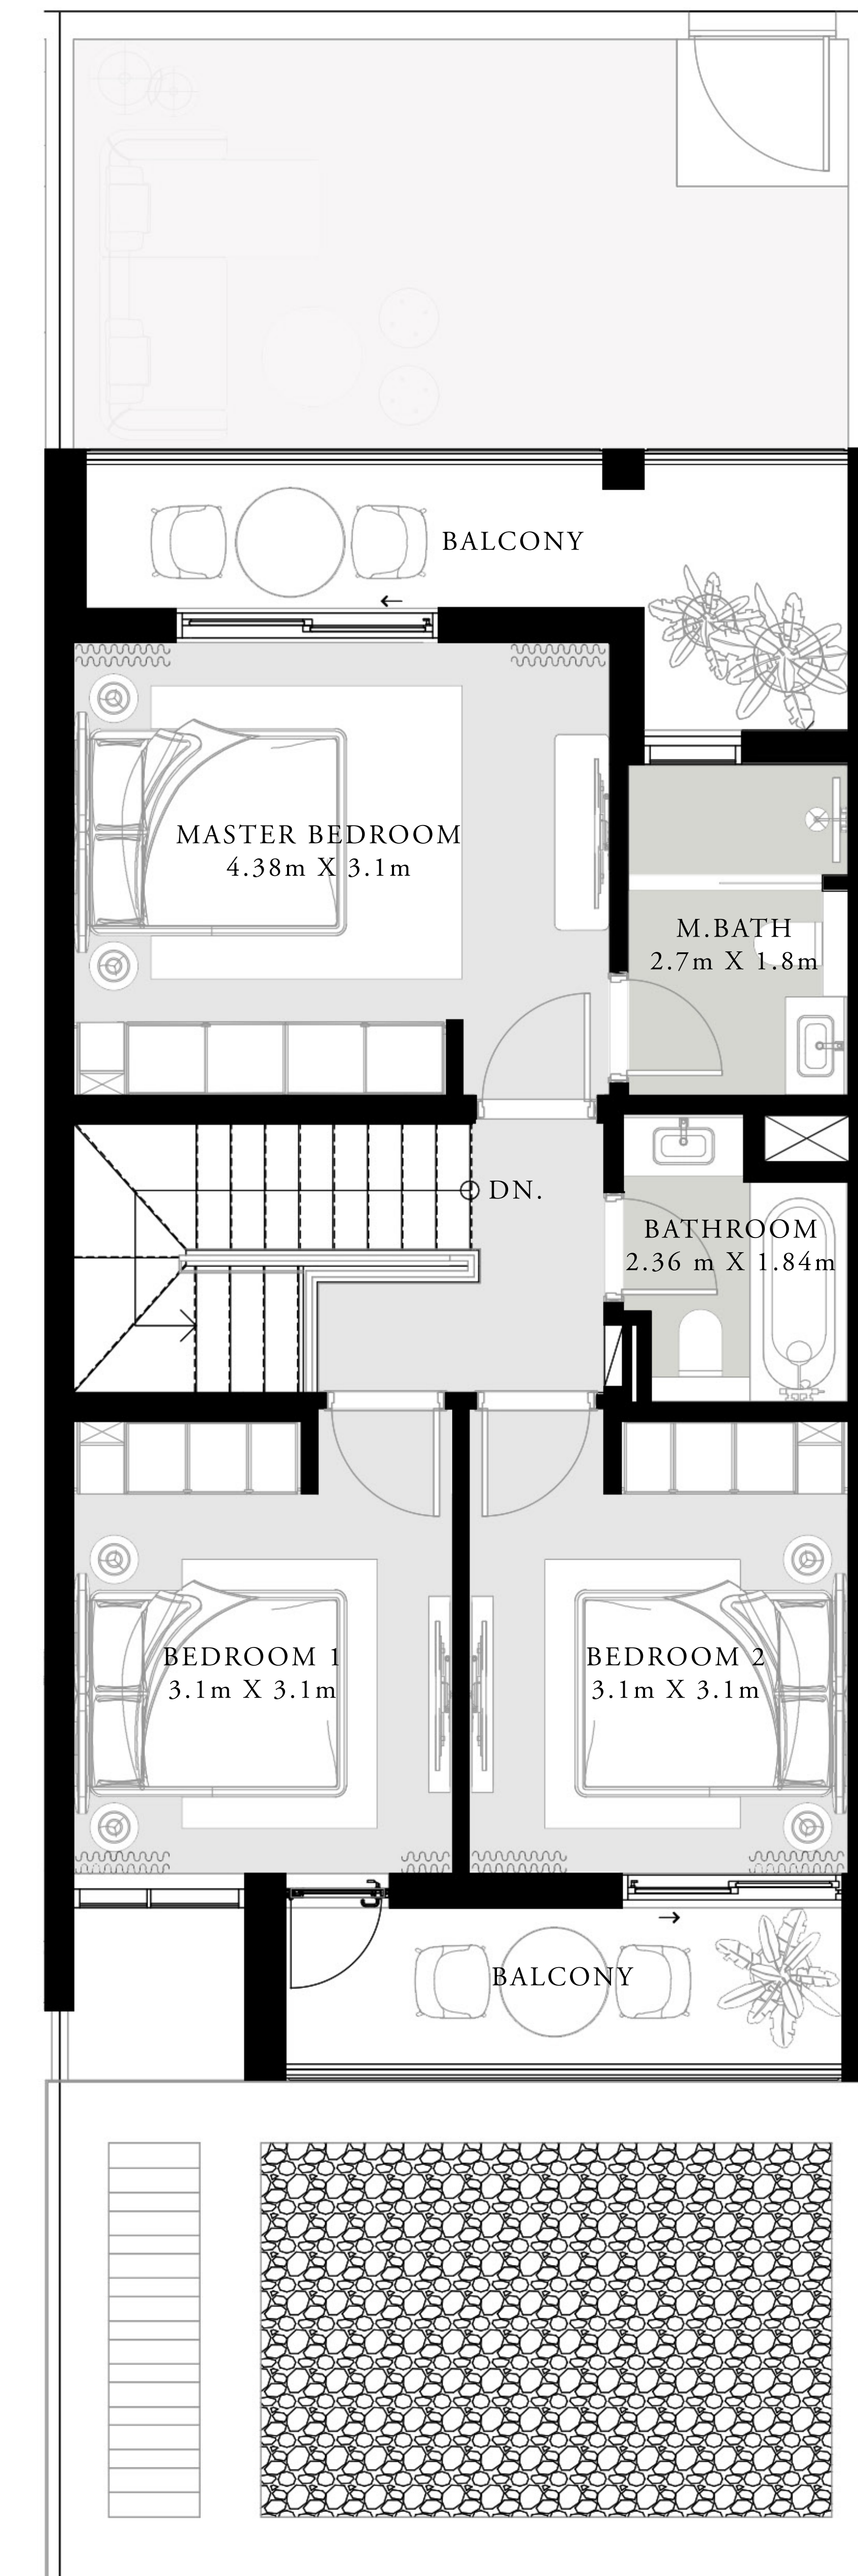 BALCONY
MASTER BEDROOM
4.38m X 3.1m
M.BATH
2.7m X 1.8m
DN.
BATHROOM
2.36 m X 1.84m
BEDROOM 1
3.1m X 3.1m
BEDROOM 2
3.1m X 3.1m
BALCONY